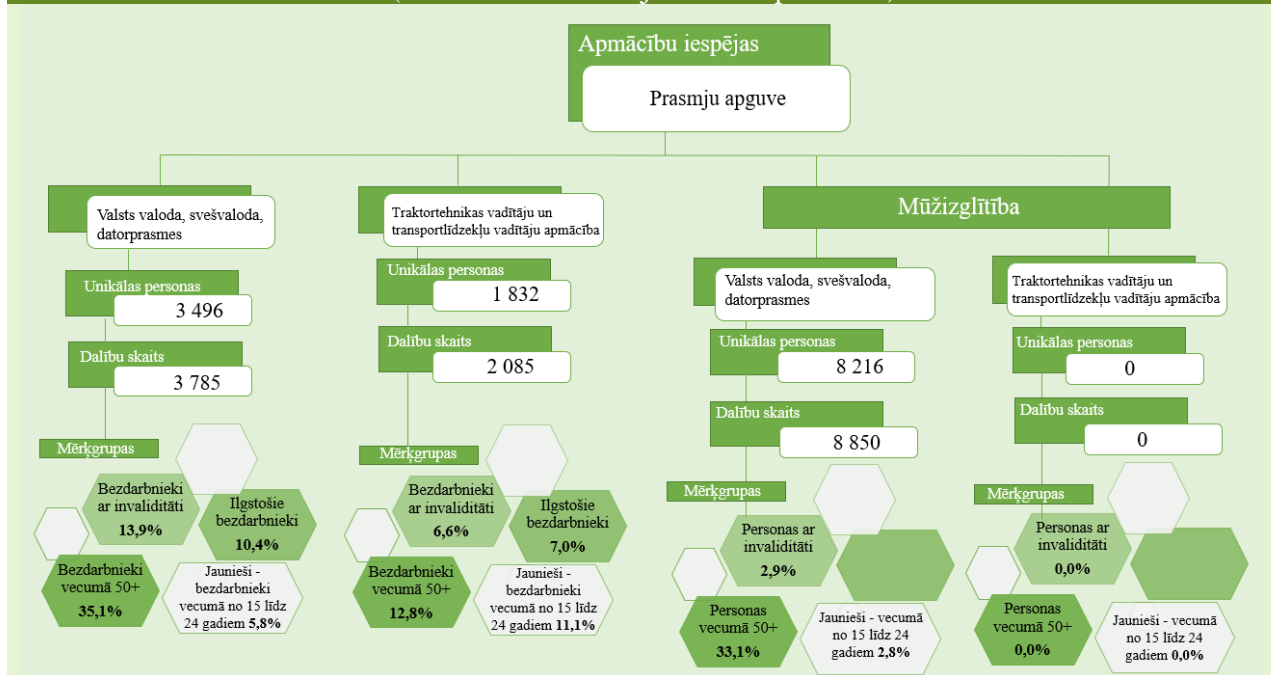 Apmācību iespējas
Prasmju apguve
Valsts valoda, svešvaloda,
datorprasmes
Unikālas personas
3 496
Dalību skaits
3 785
Mērķgrupas
Bezdarbnieki
ar invaliditāti
13,9%
Ilgstošie
bezdarbnieki
10,4%
Bezdarbnieki
vecumā 50+
35,1%
Jaunieši -
bezdarbnieki
vecumā no 15 līdz
24 gadiem 5,8%
Traktortehnikas vadītāju un
transportlīdzekļu vadītāju apmācība
Unikālas personas
1 832
Dalību skaits
2 085
Mērķgrupas
Bezdarbnieki
ar invaliditāti
6,6%
Ilgstošie
bezdarbnieki
7,0%
Bezdarbnieki
vecumā 50+
12,8%
Jaunieši -
bezdarbnieki
vecumā no 15 līdz
24 gadiem 11,1%
Mūžizglītība
Valsts valoda, svešvaloda,
datorprasmes
Unikālas personas
8 216
Dalību skaits
8 850
Mērķgrupas
Personas ar
invaliditāti
2,9%
Personas
vecumā 50+
33,1%
Jaunieši - vecumā
no 15 līdz 24
gadiem 2,8%
Traktortehnikas vadītāju un
transportlīdzekļu vadītāju apmācība
Unikālas personas
0
Dalību skaits
0
Mērķgrupas
Personas ar
invaliditāti
0,0%
Personas
vecumā 50+
0,0%
Jaunieši - vecumā
no 15 līdz 24
gadiem 0,0%